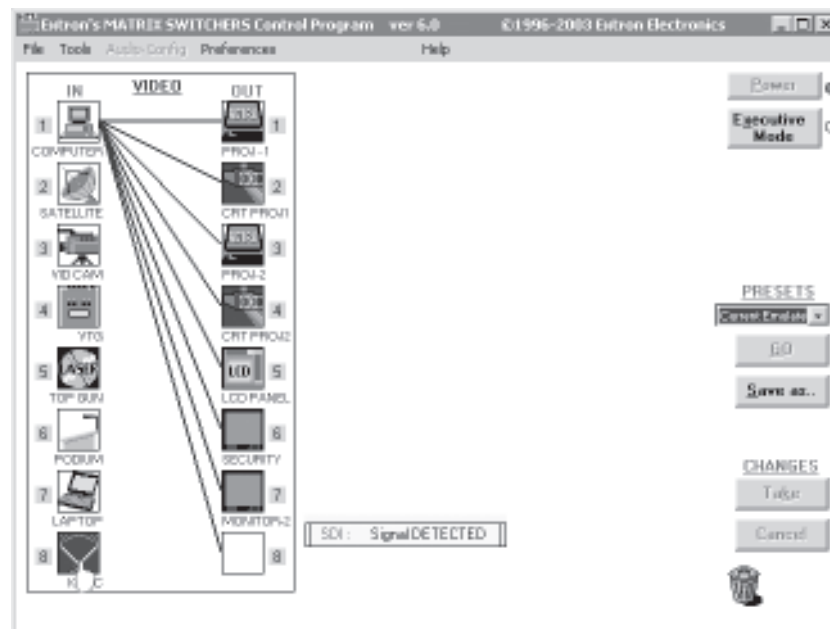 Extron's MATRIX SWITCHERS Control Program ver 6.0 ©1996-2003 Extron Electronics
File Tools Audio-Config Preferences Help
IN VIDEO OUT
1 COMPUTER PROJ-1 1
2 SATELLITE CRT PROJ1 2
3 VID CAM PROJ-2 3
4 VTG CRT PROJ2 4
5 LASER TOP GUN LCD LCD PANEL 5
6 PODIUM SECURITY 6
7 LAPTOP MONITOR-2 7
8 8
SDI: Signal DETECTED
Power
Executive
Mode
PRESETS
Current Emulate
GO
Save as..
CHANGES
Take
Cancel